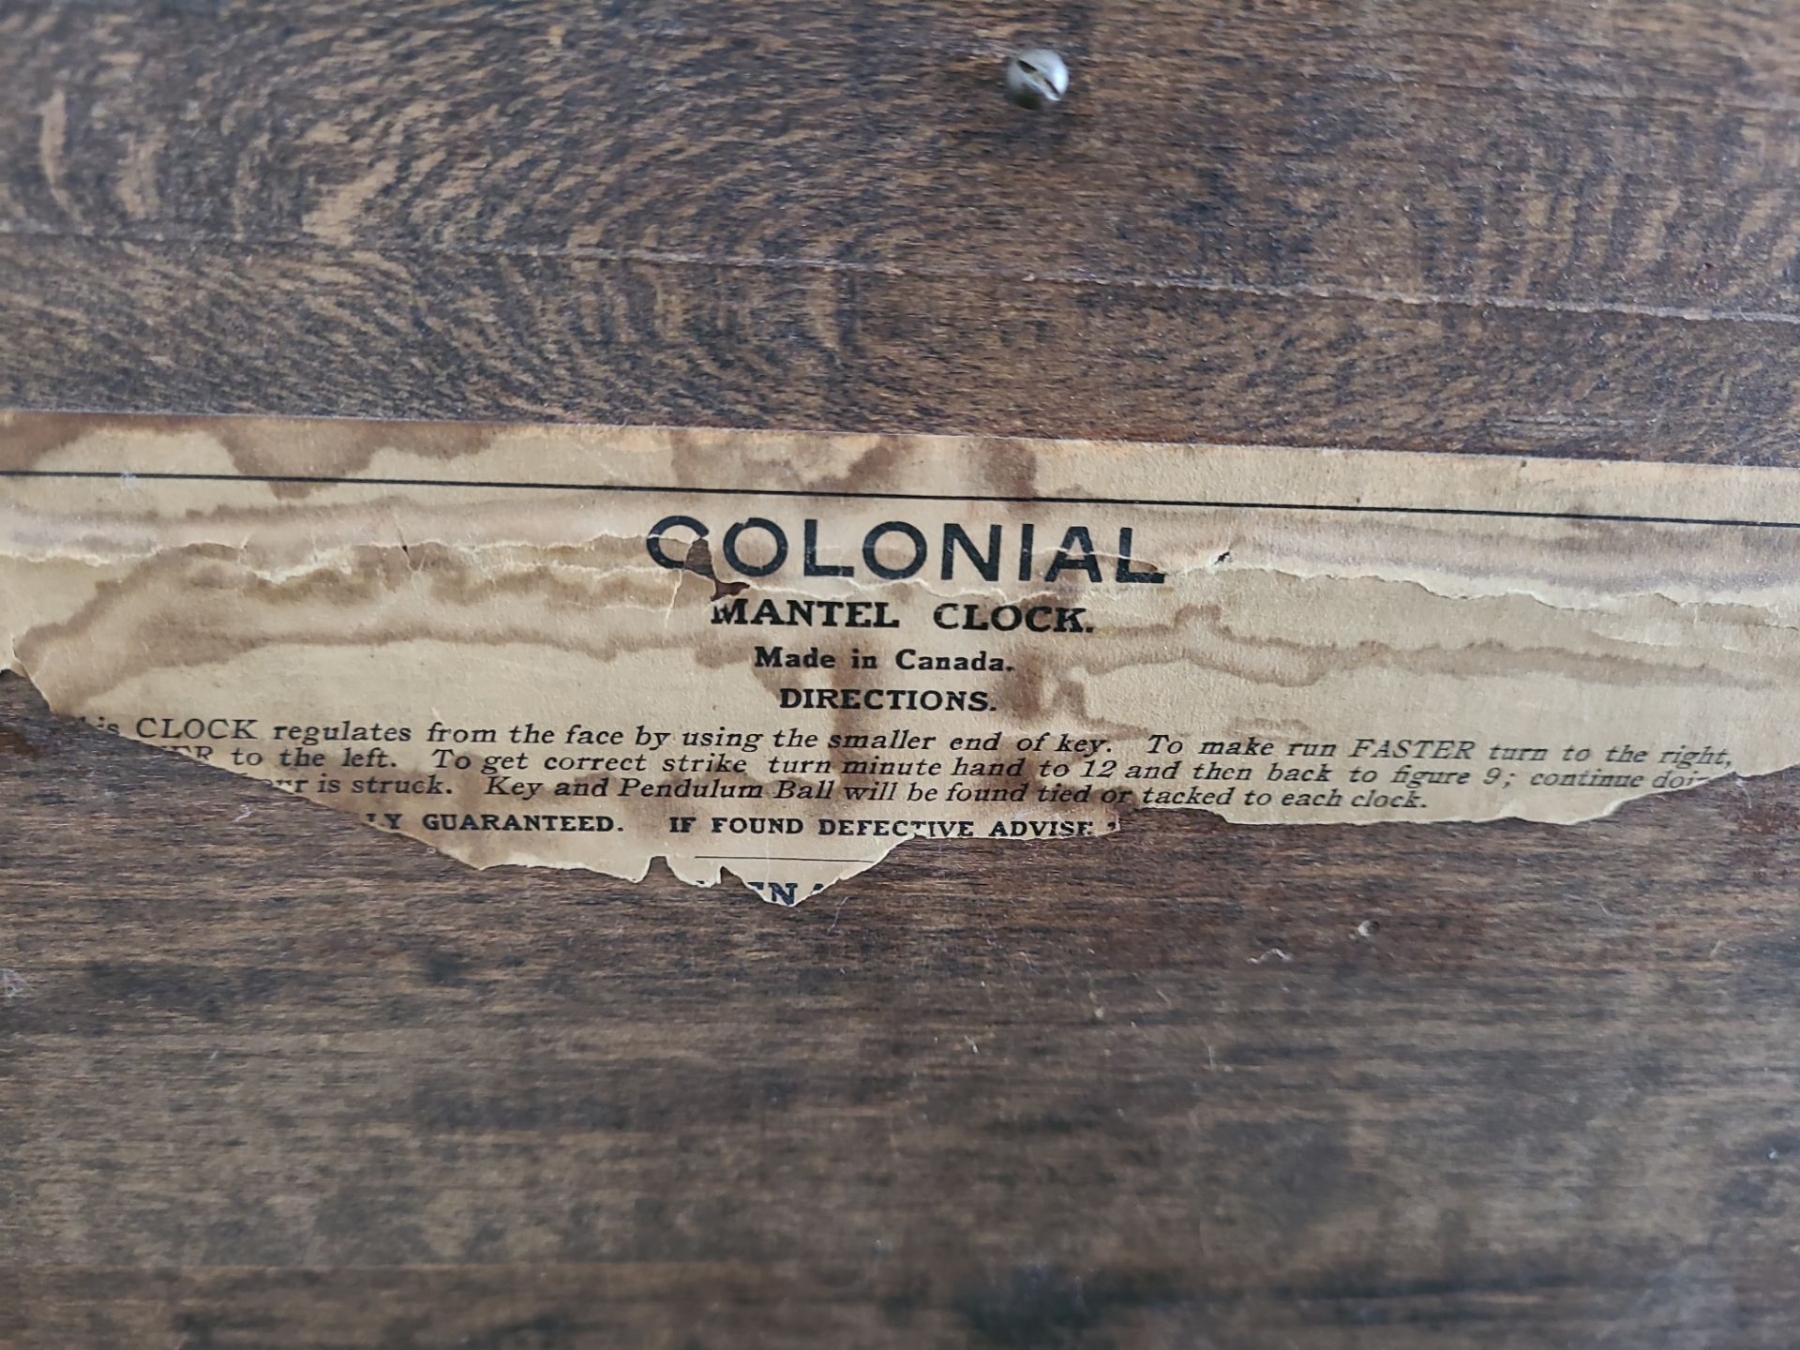 COLONIAL
MANTEL CLOCK.
Made in Canada.
DIRECTIONS.
CLOCK regulates from the face by using the smaller end of key. To make run FASTER turn to the right,
to the left. To get correct strike turn minute hand to 12 and then back to figure 9; continue
is struck. Key and Pendulum Ball will be found tied or tacked to each clock.
GUARANTEED. IF FOUND DEFECTIVE ADVISE